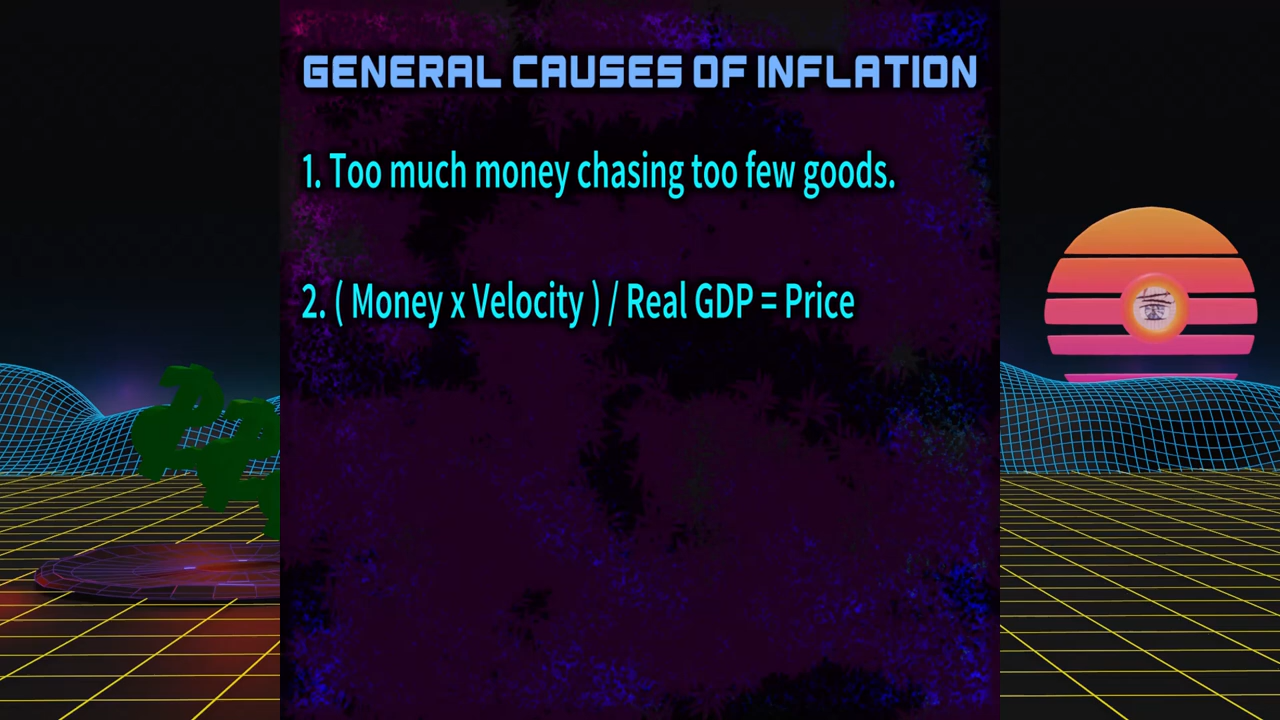 GENERAL CAUSES OF INFLATION
1. Too much money chasing too few goods.
2. ( Money x Velocity ) / Real GDP = Price